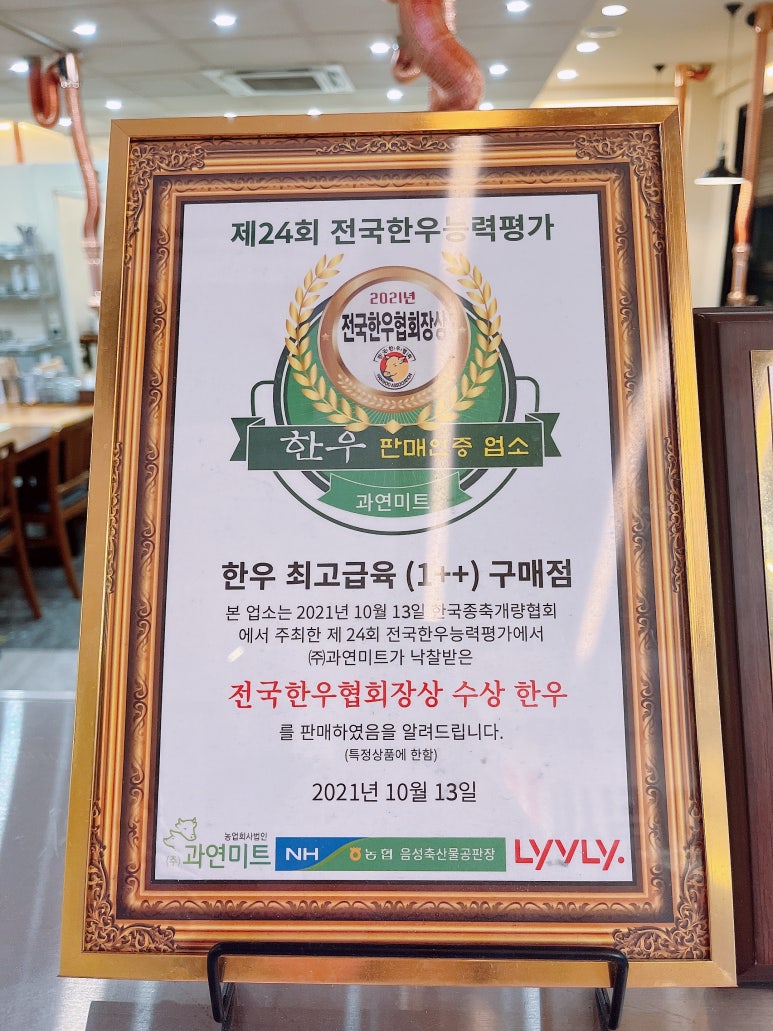 제24회 전국한우능력평가
2021년
전국한우협회장상
한우 판매인증 업소
과연미트
한우 최고급육 (1++) 구매점
본 업소는 2021년 10월 13일 한국종축개량협회
에서 주최한 제 24회 전국한우능력평가에서
㈜과연미트가 낙찰받은
전국한우협회장상 수상 한우
를 판매하였음을 알려드립니다.
(특정상품에 한함)
2021년 10월 13일
농업회사법인
㈜과연미트
NH 농협 음성축산물공판장
LYVLY.